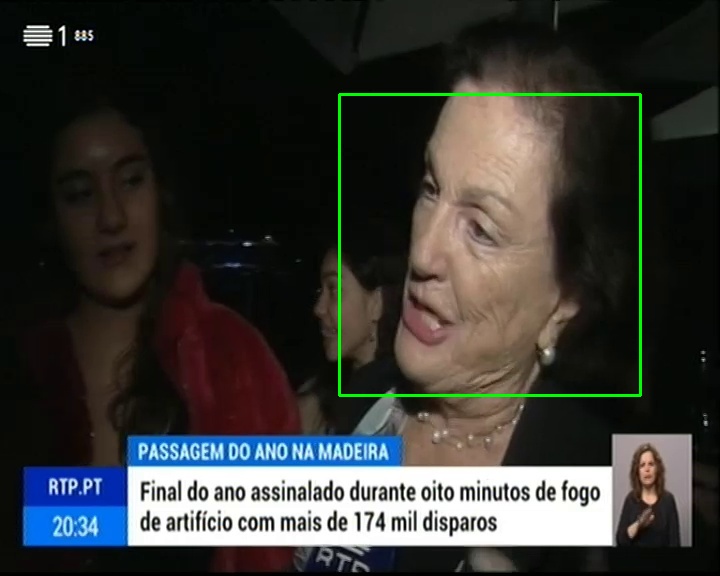 1 885
PASSAGEM DO ANO NA MADEIRA
RTP.PT
Final do ano assinalado durante oito minutos de fogo
20:34
de artifício com mais de 174 mil disparos
RTP